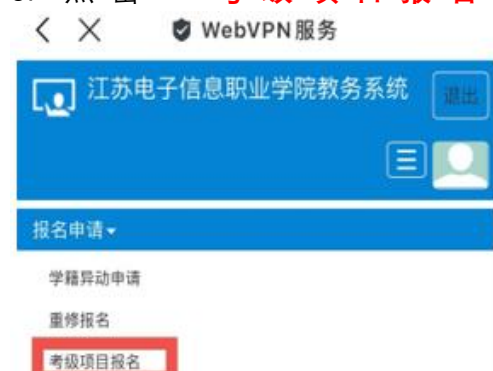 WebVPN服务
江苏电子信息职业学院教务系统
退出
报名申请
学籍异动申请
重修报名
考级项目报名